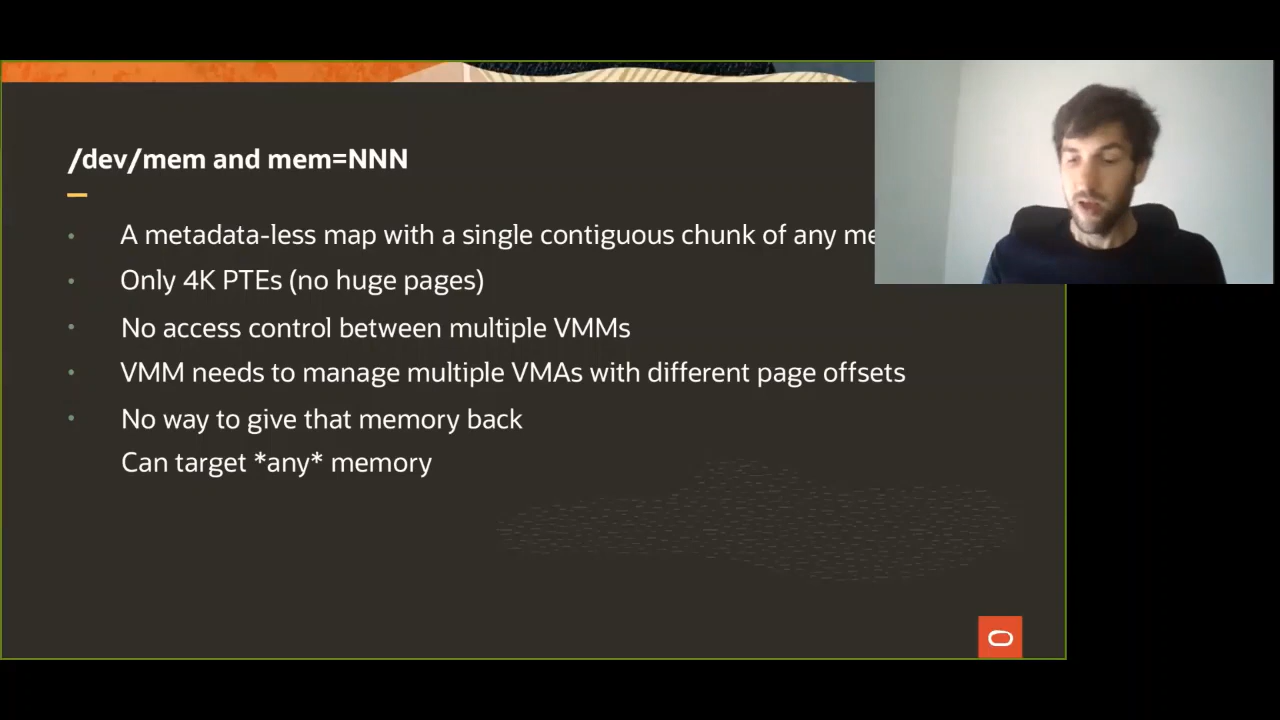 /dev/mem and mem=NNN
• A metadata-less map with a single contiguous chunk of any
• Only 4K PTEs (no huge pages)
• No access control between multiple VMMs
• VMM needs to manage multiple VMAs with different page offsets
• No way to give that memory back
Can target *any* memory